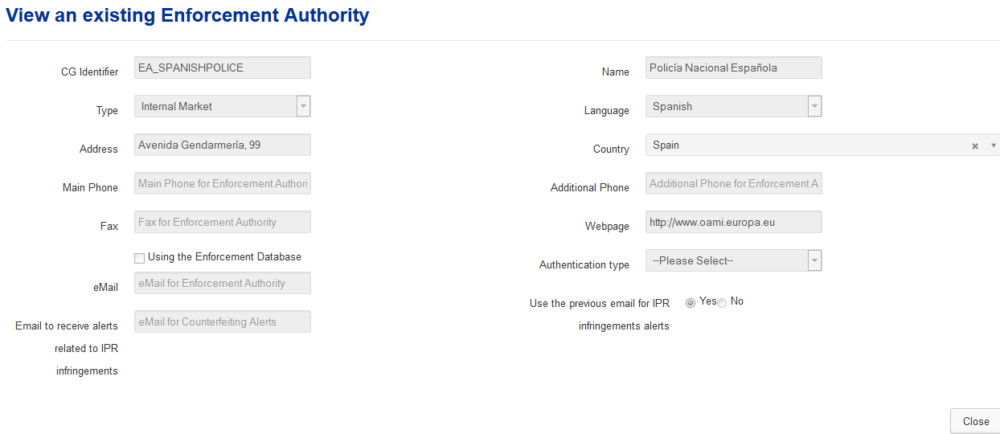 View an existing Enforcement Authority
CG Identifier EA_SPANISHPOLICE Name Policía Nacional Española
Type Internal Market Language Spanish
Address Avenida Gendarmería, 99 Country Spain
Main Phone Main Phone for Enforcement Authori Additional Phone Additional Phone for Enforcement A
Fax Fax for Enforcement Authority Webpage http://www.oami.europa.eu
Using the Enforcement Database Authentication type --Please Select--
eMail eMail for Enforcement Authority
Use the previous email for IPR Yes No
Email to receive alerts eMail for Counterfeiting Alerts infringements alerts
related to IPR
infringements
Close